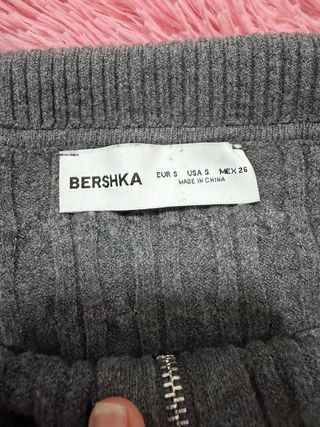 BERSHKA EUR S USA S MEX 26
MADE IN CHINA